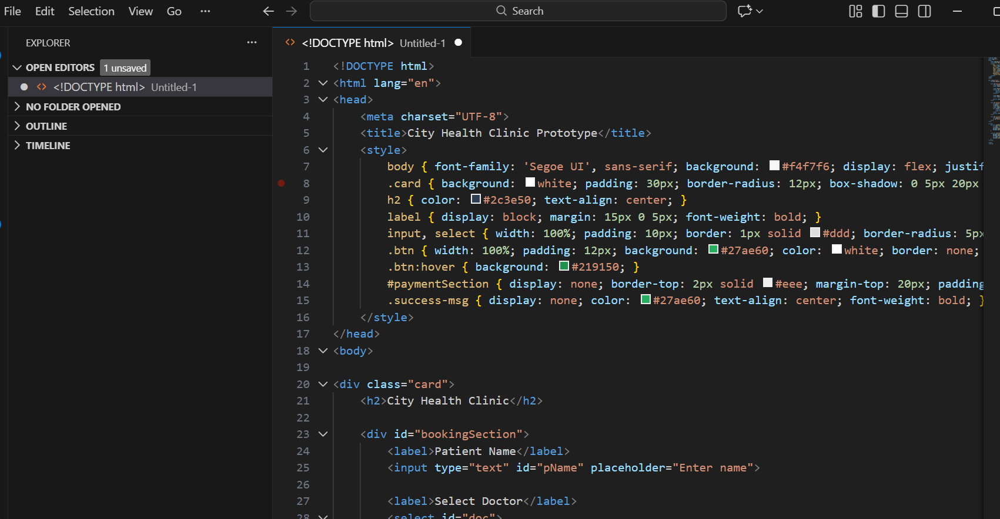 File Edit Selection View Go ··· Search
EXPLORER ···
OPEN EDITORS 1 unsaved
<!DOCTYPE html> Untitled-1
NO FOLDER OPENED
OUTLINE
TIMELINE
<!DOCTYPE html> Untitled-1
1 <!DOCTYPE html>
2 <html lang="en">
3 <head>
4 <meta charset="UTF-8">
5 <title>City Health Clinic Prototype</title>
6 <style>
7 body { font-family: 'Segoe UI', sans-serif; background: #f4f7f6; display: flex; justif
8 .card { background: white; padding: 30px; border-radius: 12px; box-shadow: 0 5px 20px
9 h2 { color: #2c3e50; text-align: center; }
10 label { display: block; margin: 15px 0 5px; font-weight: bold; }
11 input, select { width: 100%; padding: 10px; border: 1px solid #ddd; border-radius: 5px
12 .btn { width: 100%; padding: 12px; background: #27ae60; color: white; border: none;
13 .btn:hover { background: #219150; }
14 #paymentSection { display: none; border-top: 2px solid #eee; margin-top: 20px; padding
15 .success-msg { display: none; color: #27ae60; text-align: center; font-weight: bold; }
16 </style>
17 </head>
18 <body>
19
20 <div class="card">
21 <h2>City Health Clinic</h2>
22
23 <div id="bookingSection">
24 <label>Patient Name</label>
25 <input type="text" id="pName" placeholder="Enter name">
26
27 <label>Select Doctor</label>
28 <select id="doc">